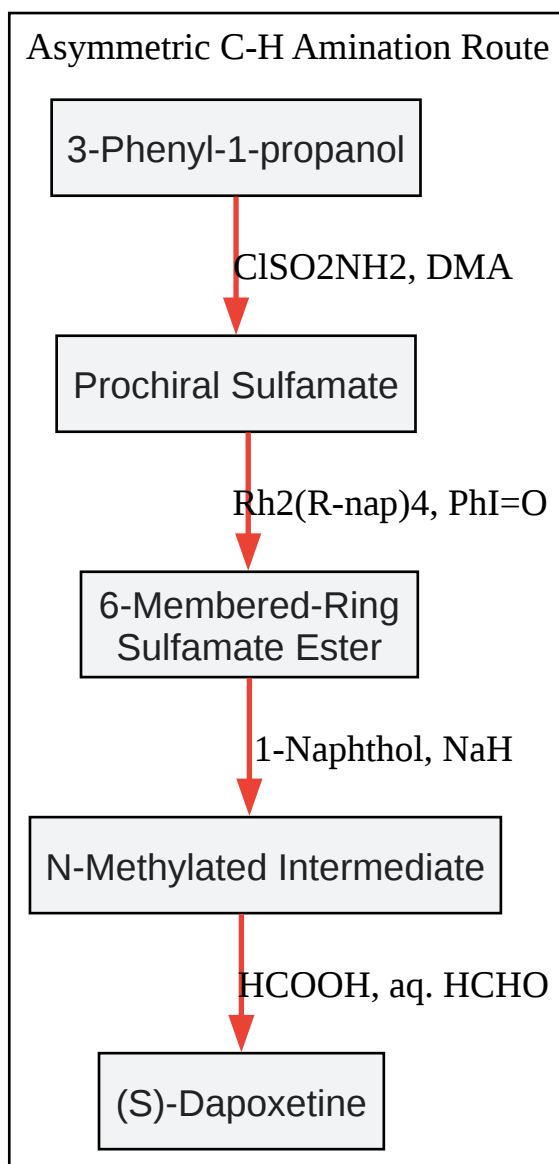 Asymmetric C-H Amination Route
3-Phenyl-1-propanol
ClSO2NH2, DMA
Prochiral Sulfamate
Rh2(R-nap)4, PhI=O
6-Membered-Ring
Sulfamate Ester
1-Naphthol, NaH
N-Methylated Intermediate
HCOOH, aq. HCHO
(S)-Dapoxetine